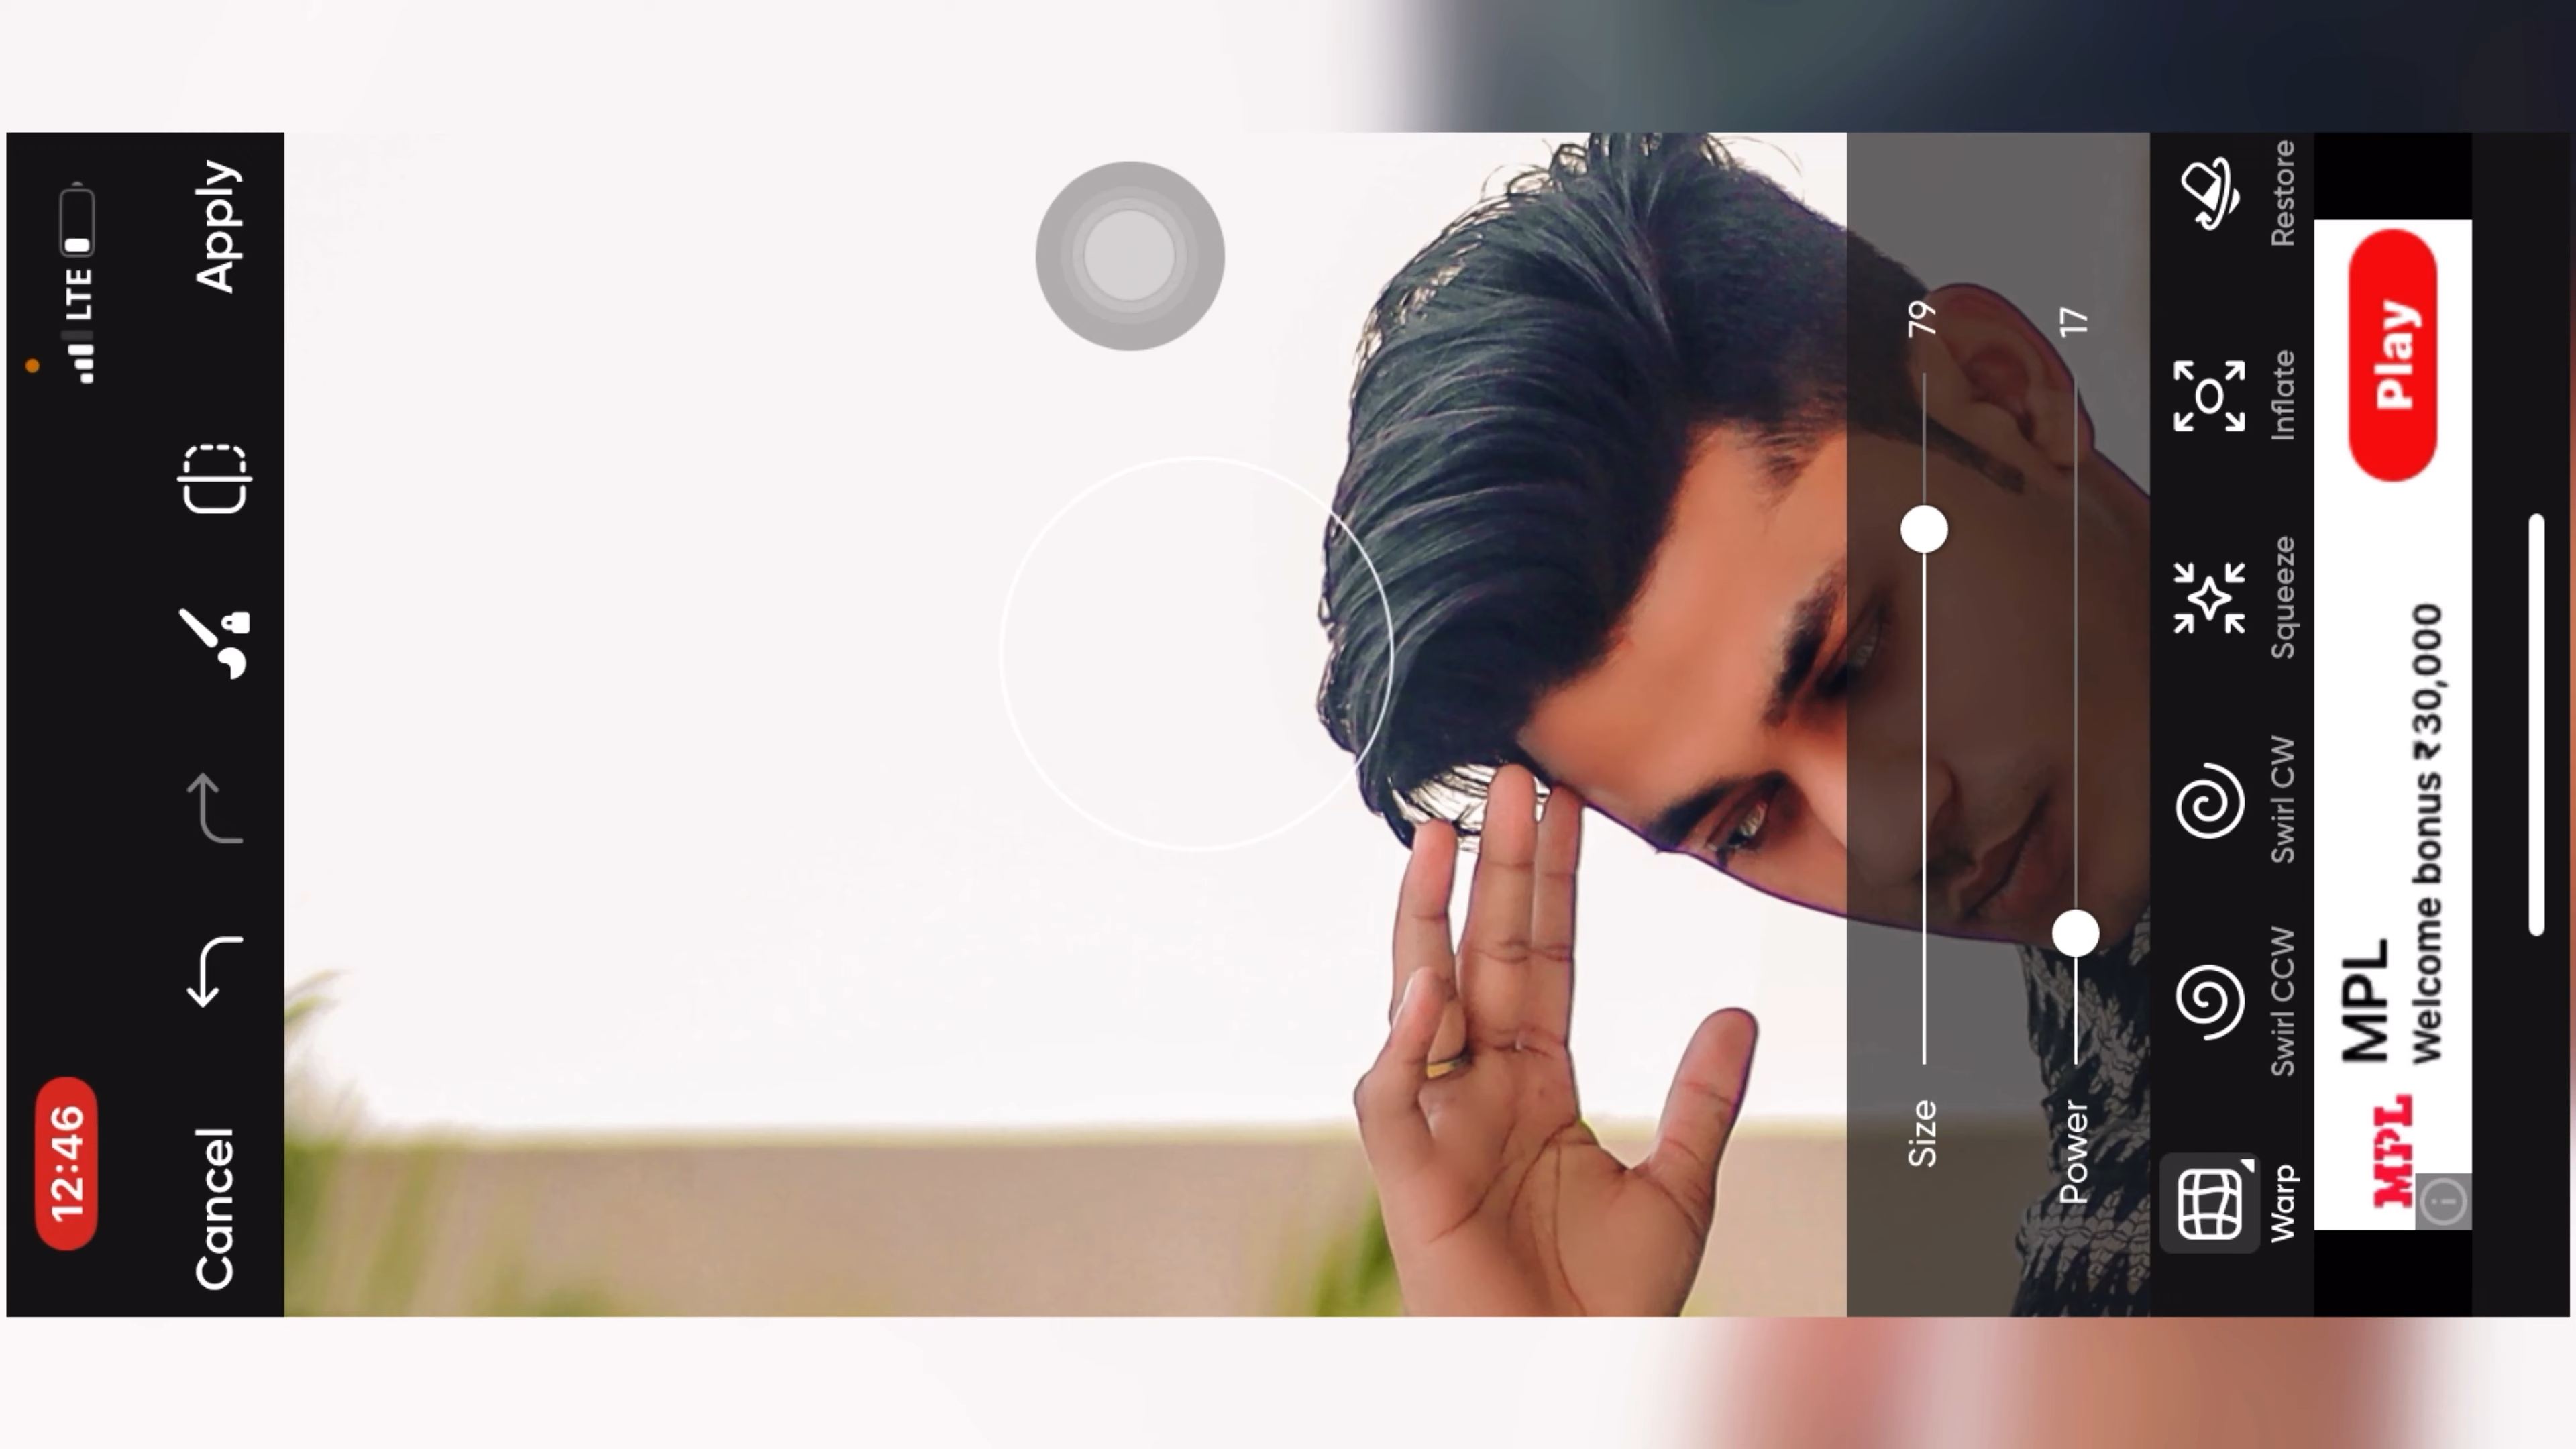 12:46
LTE
Cancel
Apply
Size
79
Power
17
Warp
Swirl CCW
Swirl CW
Squeeze
Inflate
Restore
MPL
MPL
Welcome bonus ₹30,000
Play